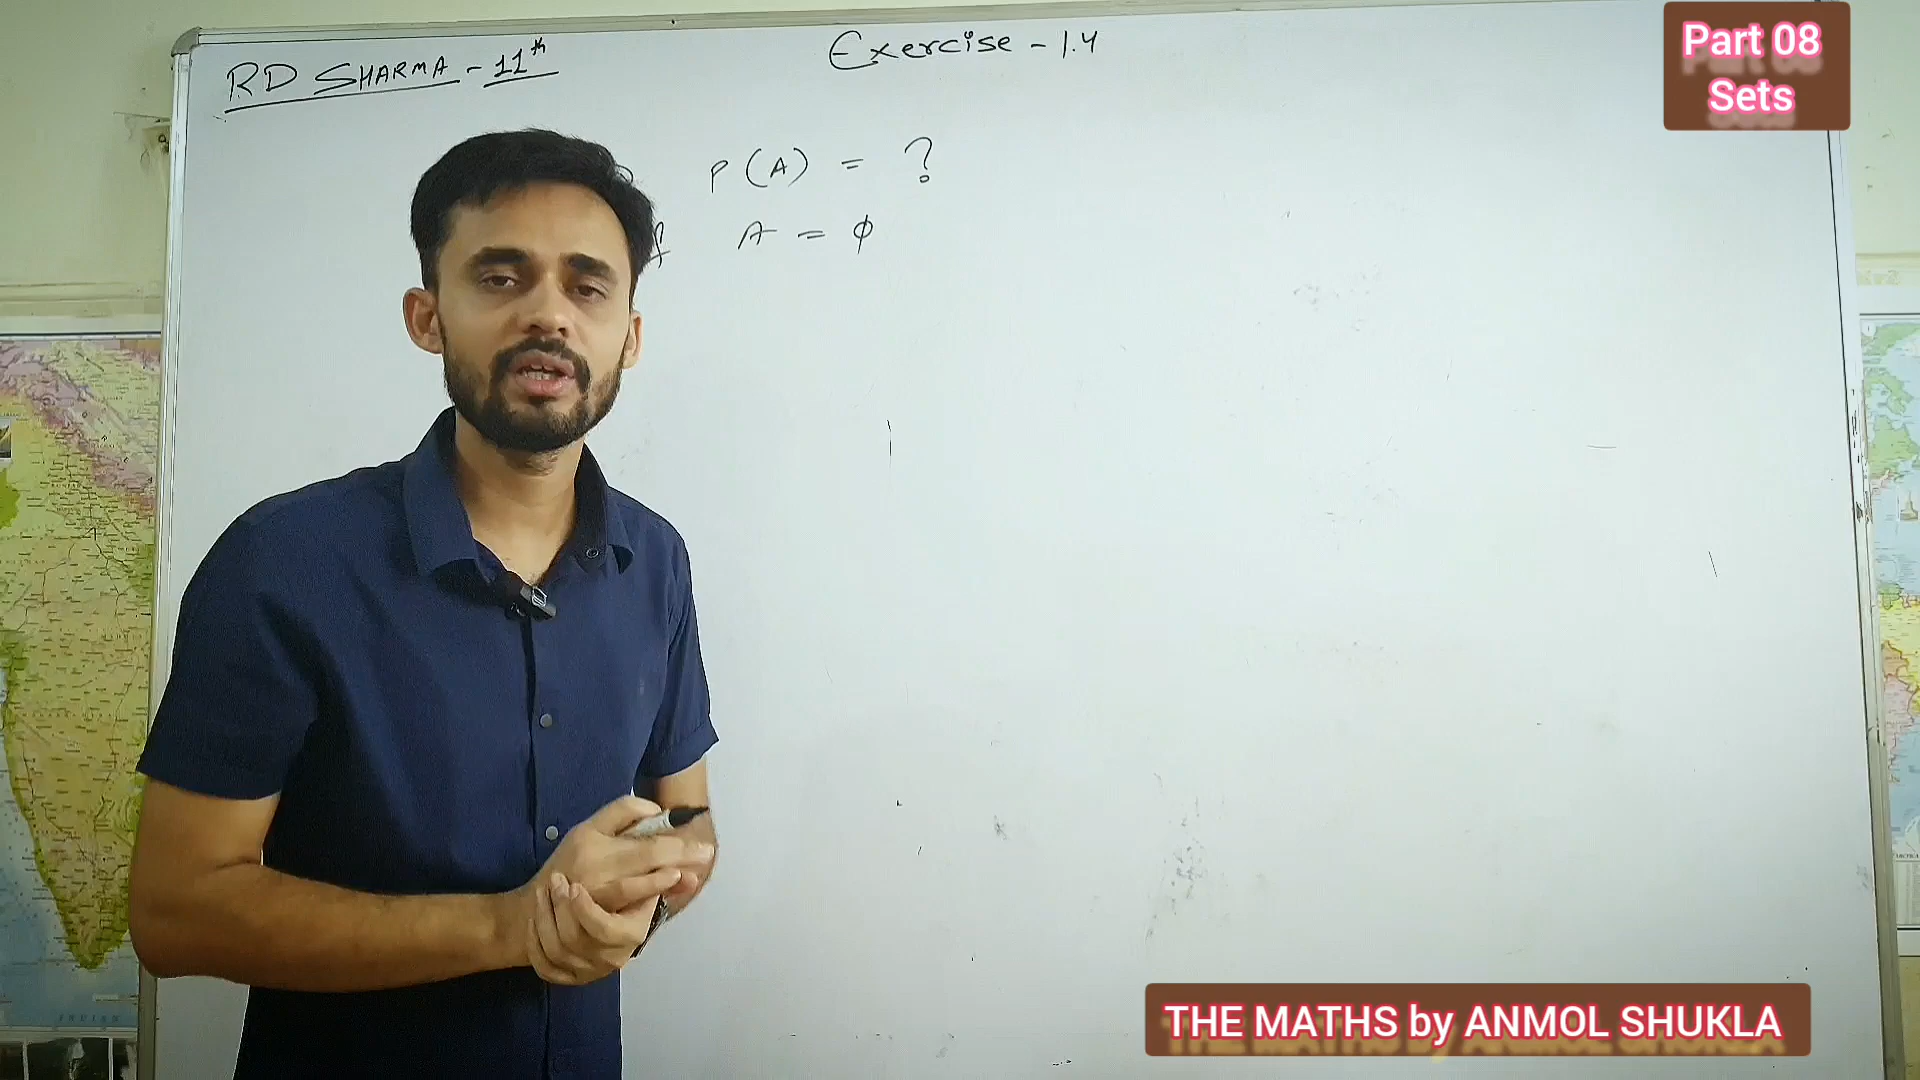 RD SHARMA - 11th
Exercise - 1.4
Part 08
Sets
P(A) = ?
A = φ
THE MATHS by ANMOL SHUKLA